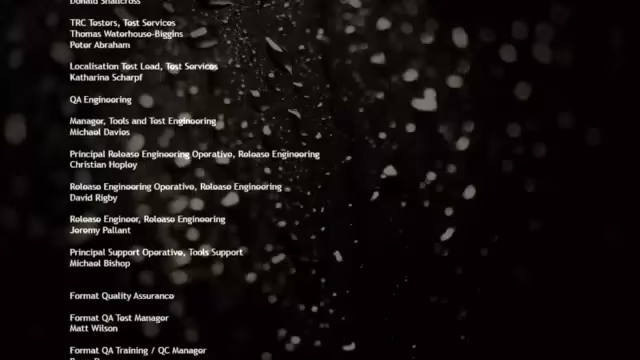 Donald Shallcross
TRC Testers, Test Services
Thomas Waterhouse-Biggins
Peter Abraham
Localisation Test Lead, Test Services
Katharina Scharpf
QA Engineering
Manager, Tools and Test Engineering
Michael Davies
Principal Release Engineering Operative, Release Engineering
Christian Hopley
Release Engineering Operative, Release Engineering
David Rigby
Release Engineer, Release Engineering
Jeremy Pallant
Principal Support Operative, Tools Support
Michael Bishop
Format Quality Assurance
Format QA Test Manager
Matt Wilson
Format QA Training / QC Manager